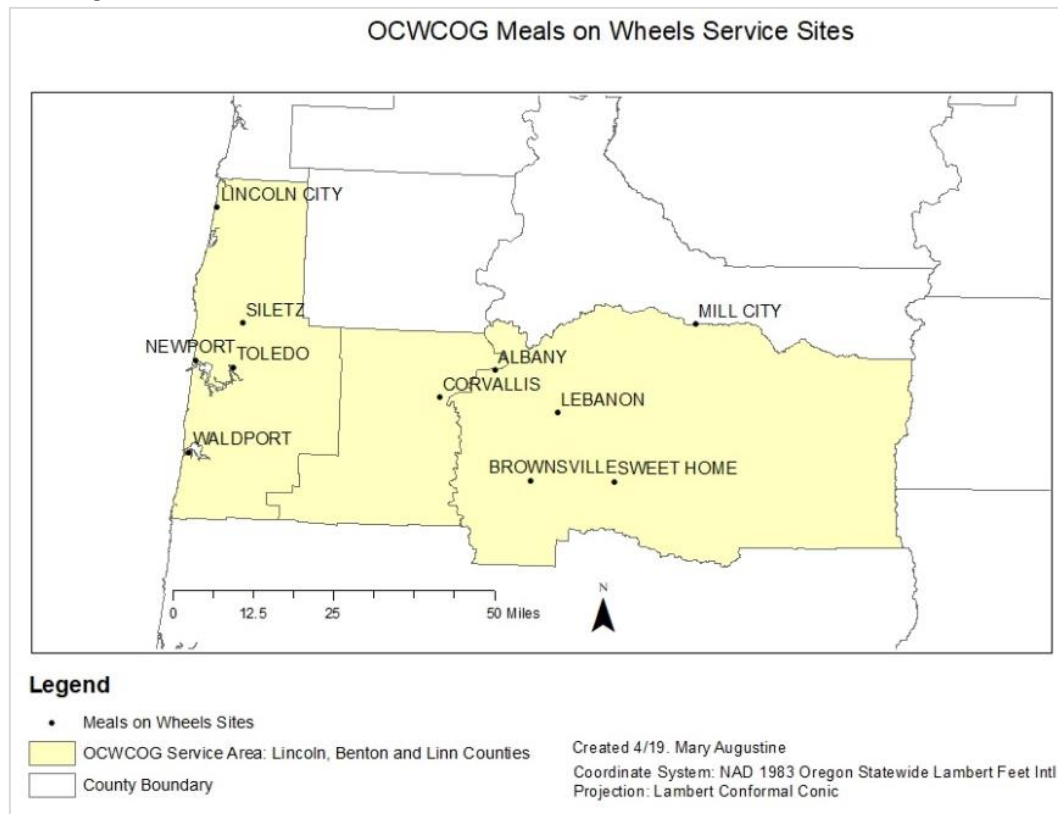 OCWCOG Meals on Wheels Service Sites
LINCOLN CITY
SILETZ
MILL CITY
NEWPORT
TOLEDO
ALBANY
CORVALLIS
LEBANON
WALDPORT
BROWNSVILLE
SWEET HOME
N
0 12.5 25 50 Miles
Legend
Meals on Wheels Sites
OCWCOG Service Area: Lincoln, Benton and Linn Counties
County Boundary
Created 4/19. Mary Augustine
Coordinate System: NAD 1983 Oregon Statewide Lambert Feet Intl
Projection: Lambert Conformal Conic